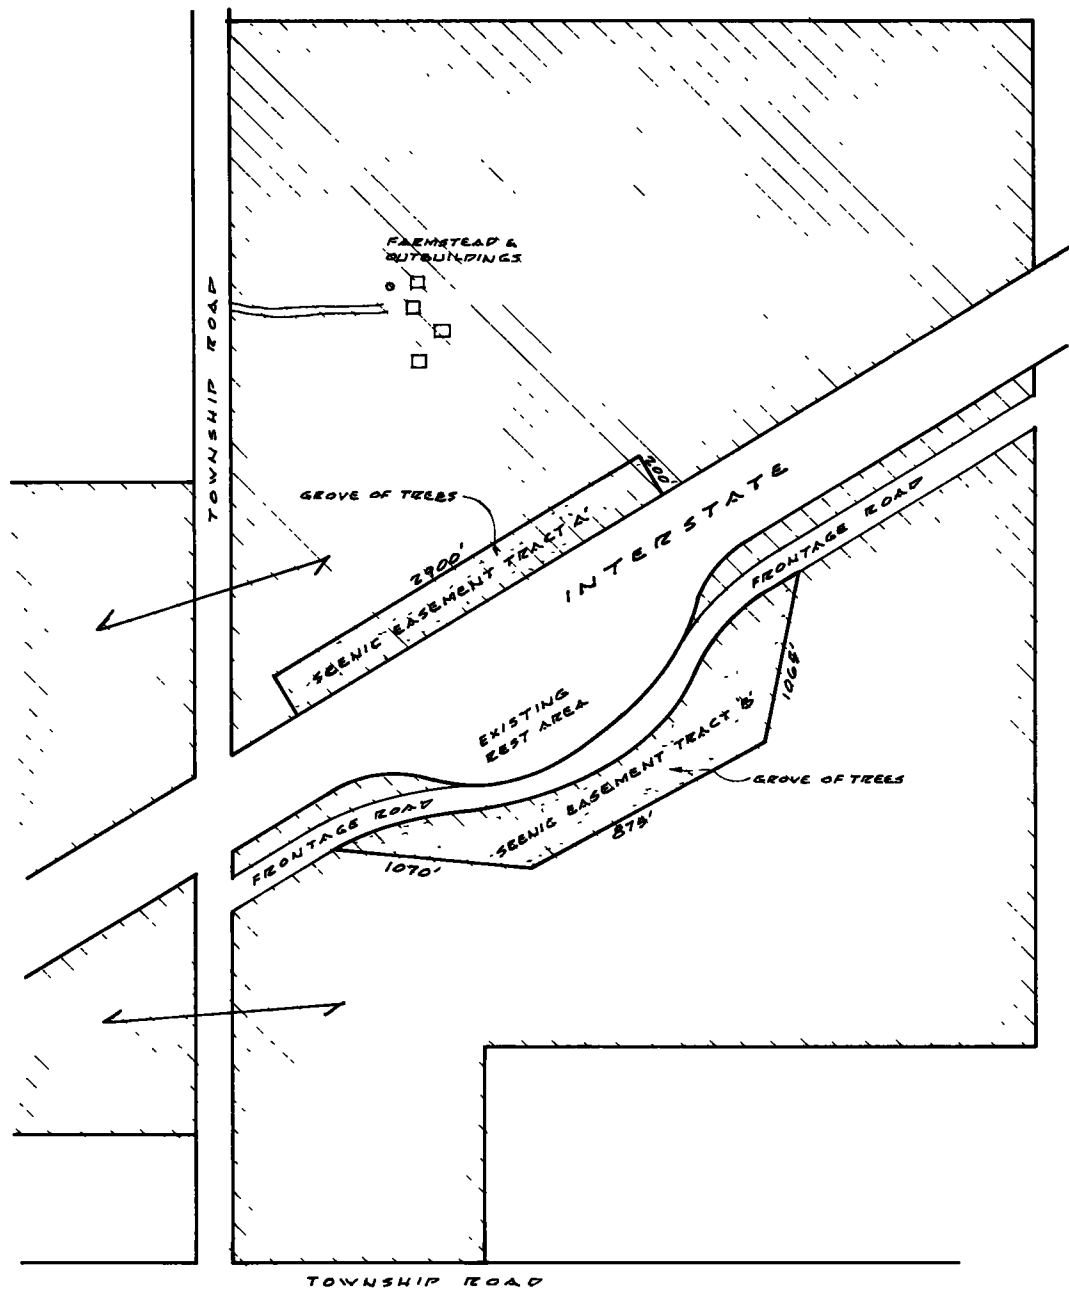 FARMSTEAD &
OUTBUILDINGS
TOWNSHIP ROAD
GROVE OF TREES
200'
2900'
SCENIC EASEMENT TRACT 'A'
INTERSTATE
FRONTAGE ROAD
EXISTING
REST AREA
1068'
SCENIC EASEMENT TRACT 'B'
GROVE OF TREES
FRONTAGE ROAD
1070'
875'
TOWNSHIP ROAD